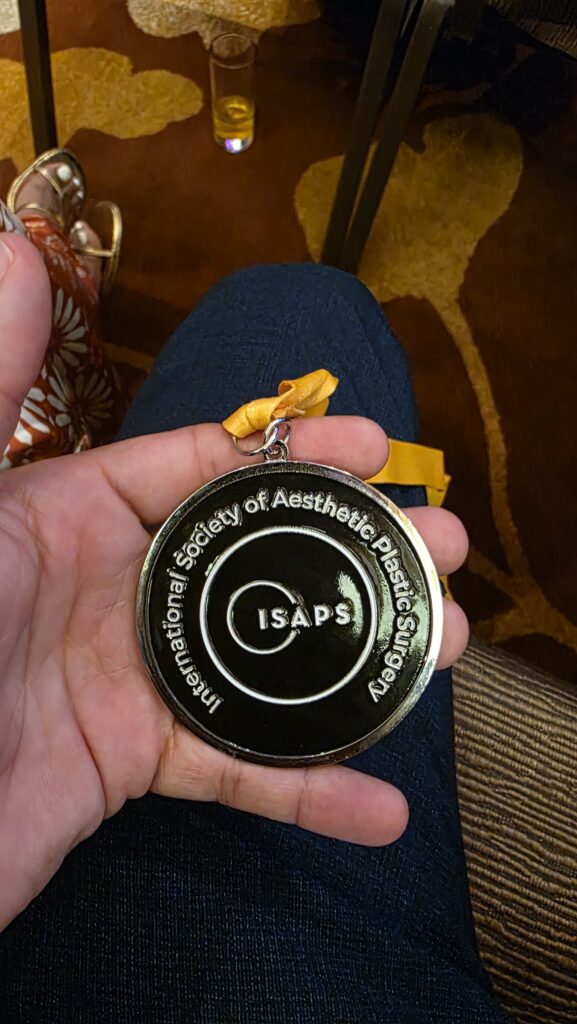 International Society of Aesthetic Plastic Surgery
ISAPS